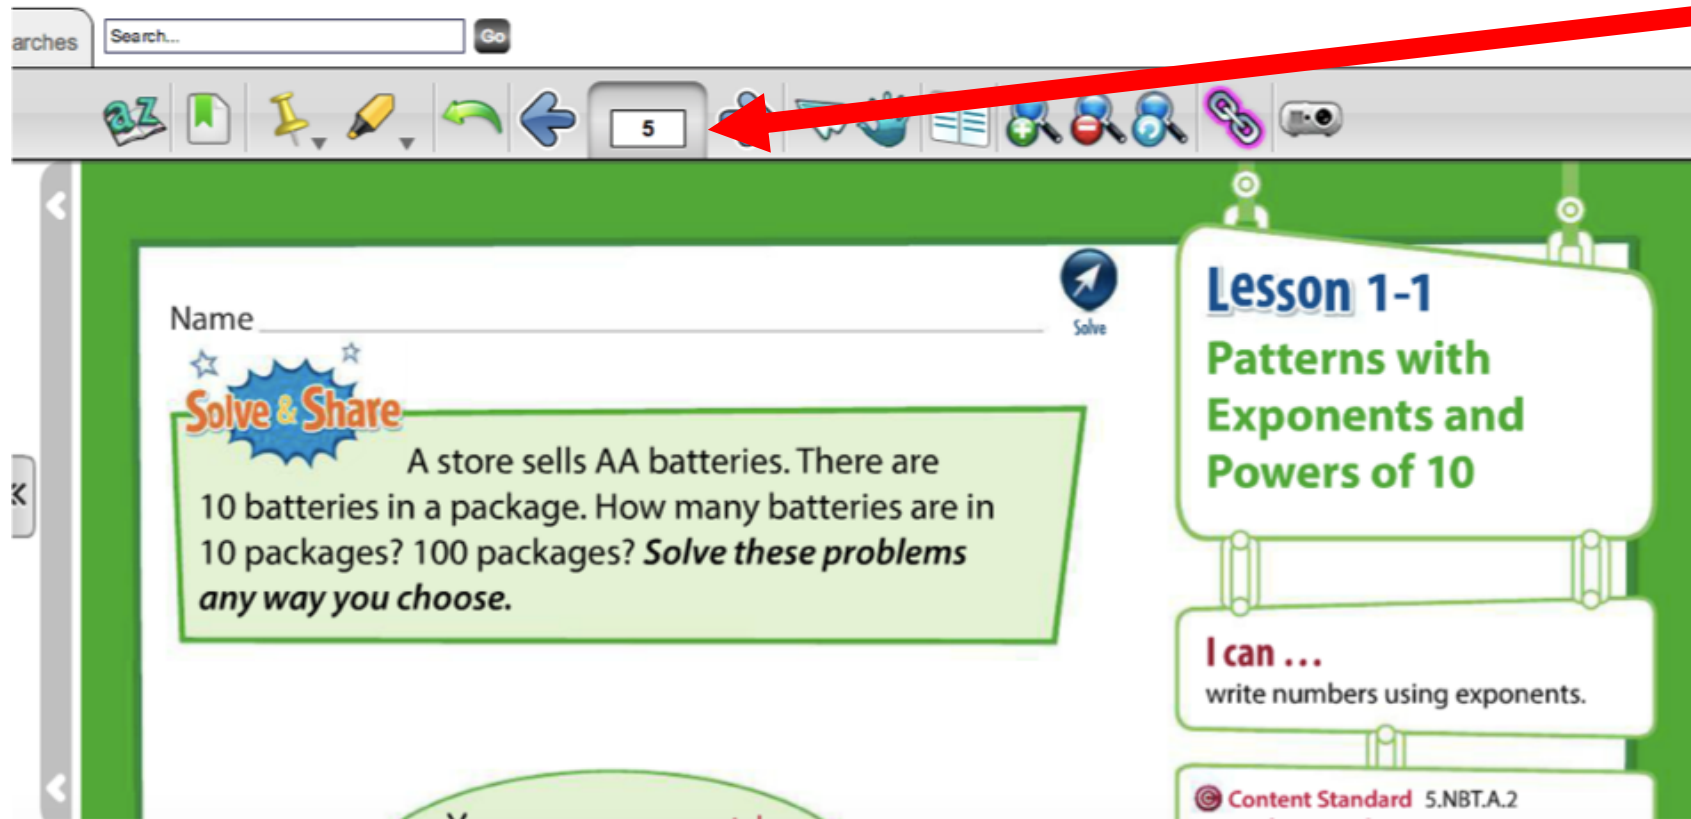 arches
Search...
Go
5
Name
Solve
Solve & Share
A store sells AA batteries. There are
10 batteries in a package. How many batteries are in
10 packages? 100 packages? Solve these problems
any way you choose.
Lesson 1-1
Patterns with
Exponents and
Powers of 10
I can ...
write numbers using exponents.
Content Standard 5.NBT.A.2